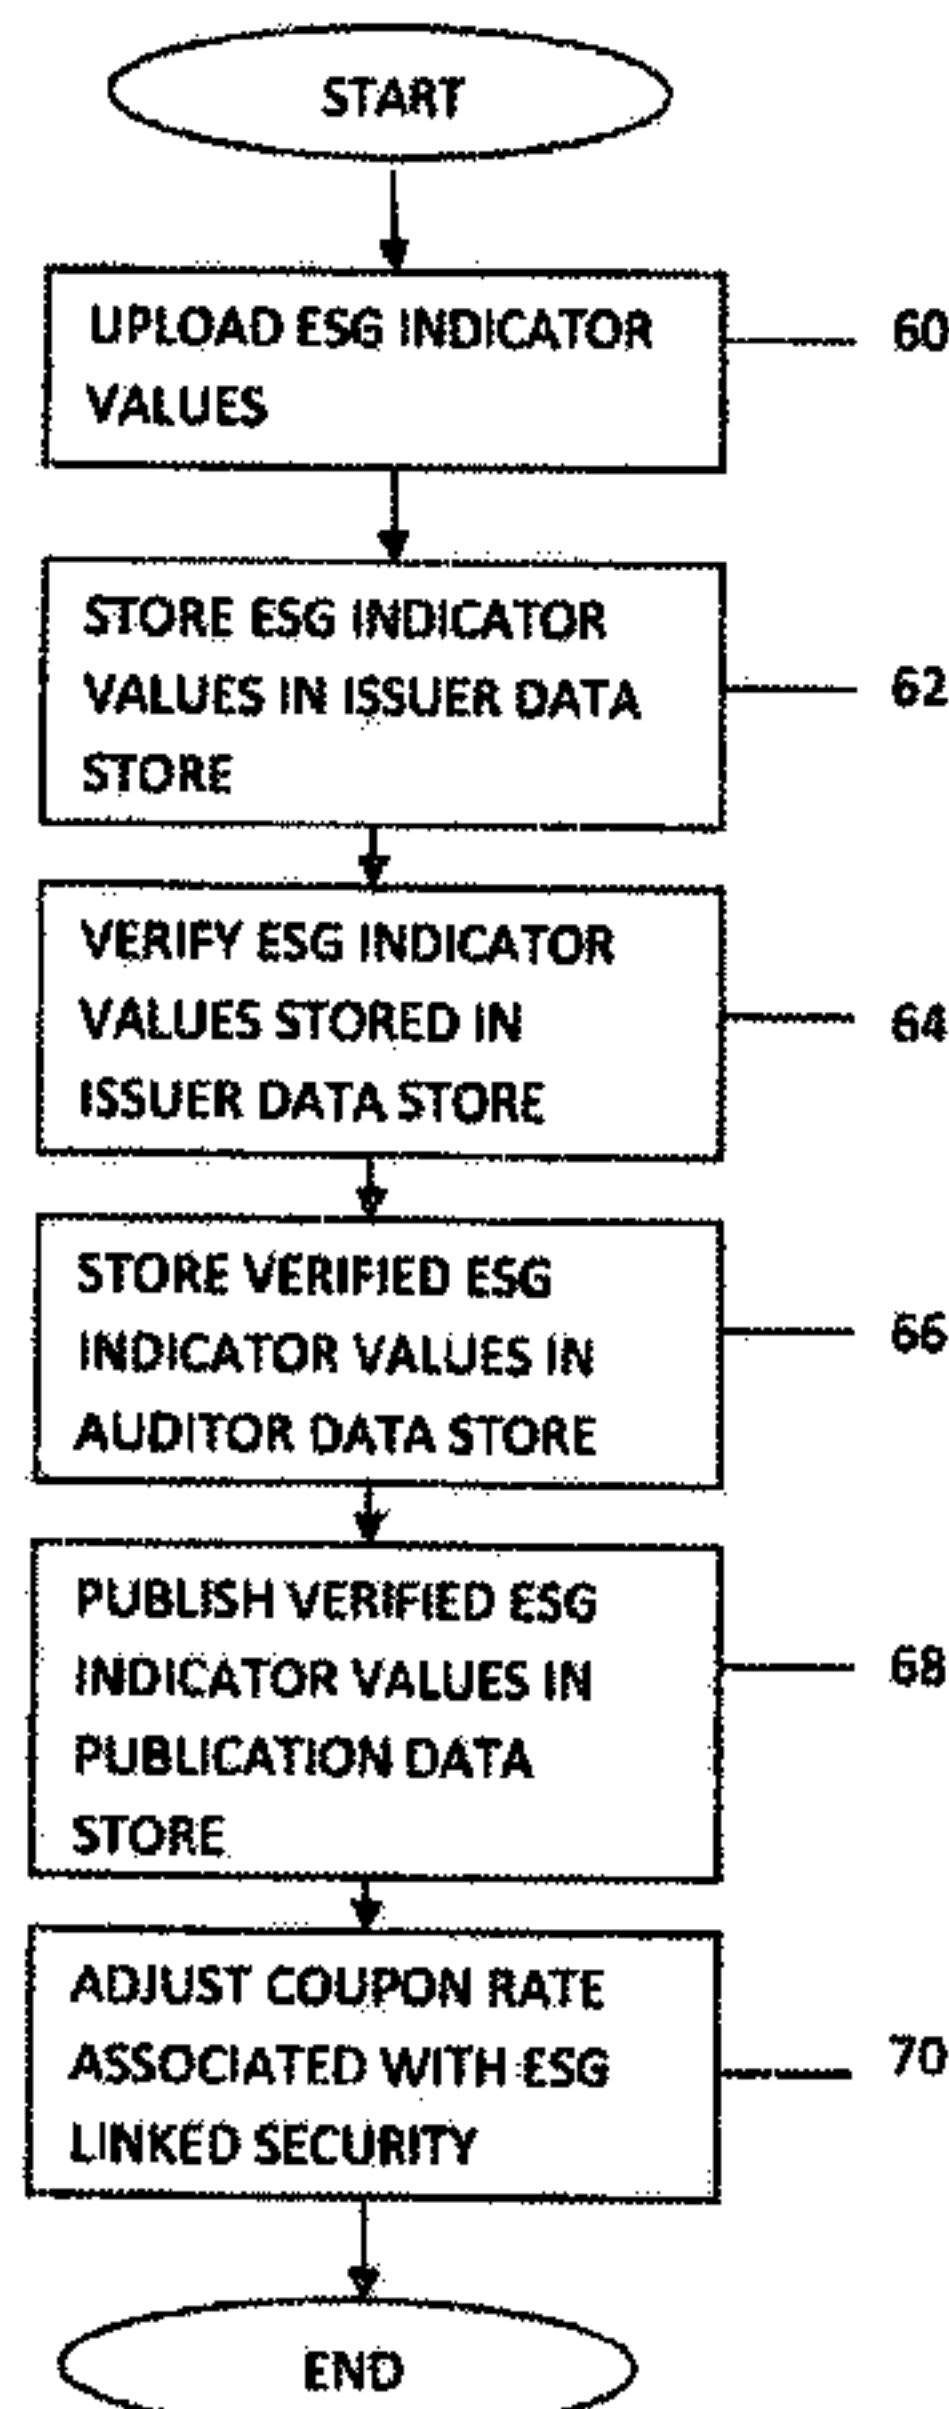 START
UPLOAD ESG INDICATOR
VALUES
60
STORE ESG INDICATOR
VALUES IN ISSUER DATA
STORE
62
VERIFY ESG INDICATOR
VALUES STORED IN
ISSUER DATA STORE
64
STORE VERIFIED ESG
INDICATOR VALUES IN
AUDITOR DATA STORE
66
PUBLISH VERIFIED ESG
INDICATOR VALUES IN
PUBLICATION DATA
STORE
68
ADJUST COUPON RATE
ASSOCIATED WITH ESG
LINKED SECURITY
70
END